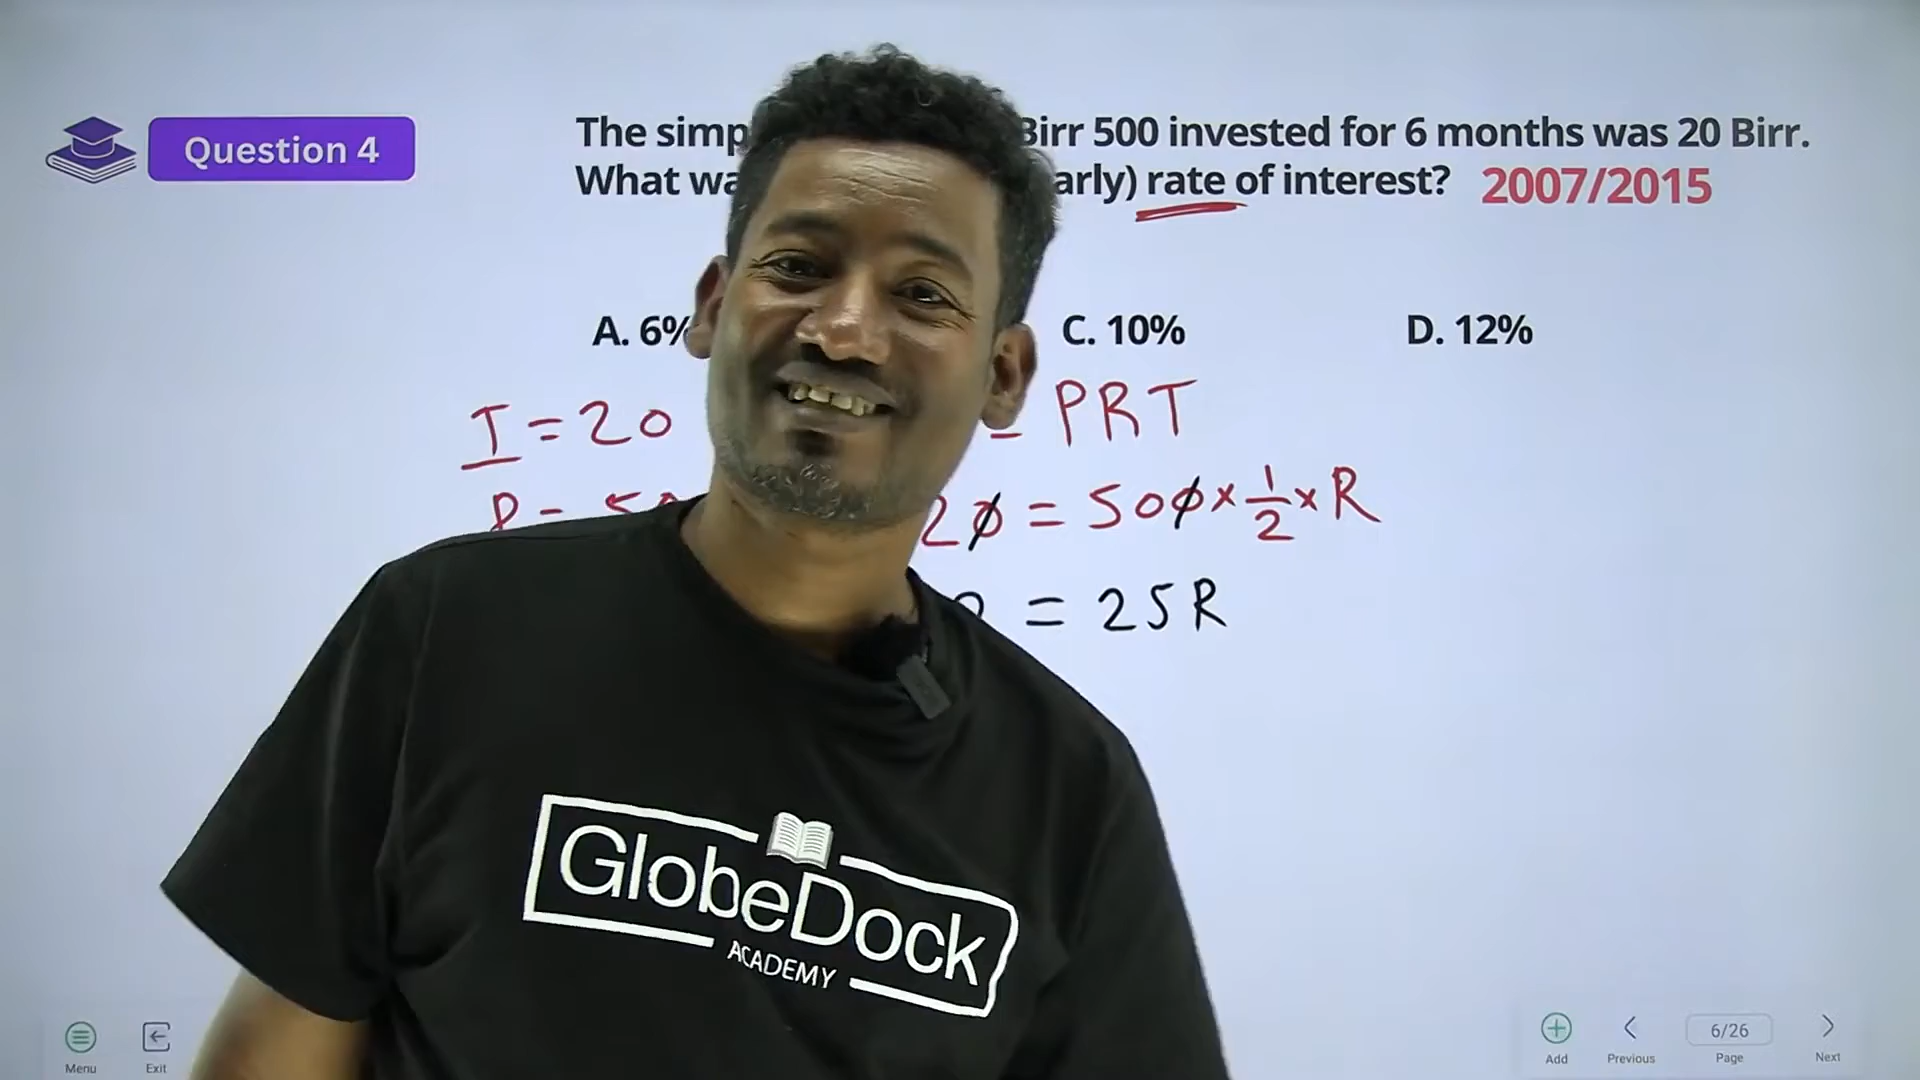 Question 4
The simp Birr 500 invested for 6 months was 20 Birr.
What wa arly) rate of interest? 2007/2015
A. 6% C. 10% D. 12%
I = 20 = PRT
P = 50 20 = 500 x 1/2 x R
= 25R
GlobeDock
ACADEMY
Menu Exit Add Previous 6/26 Page Next